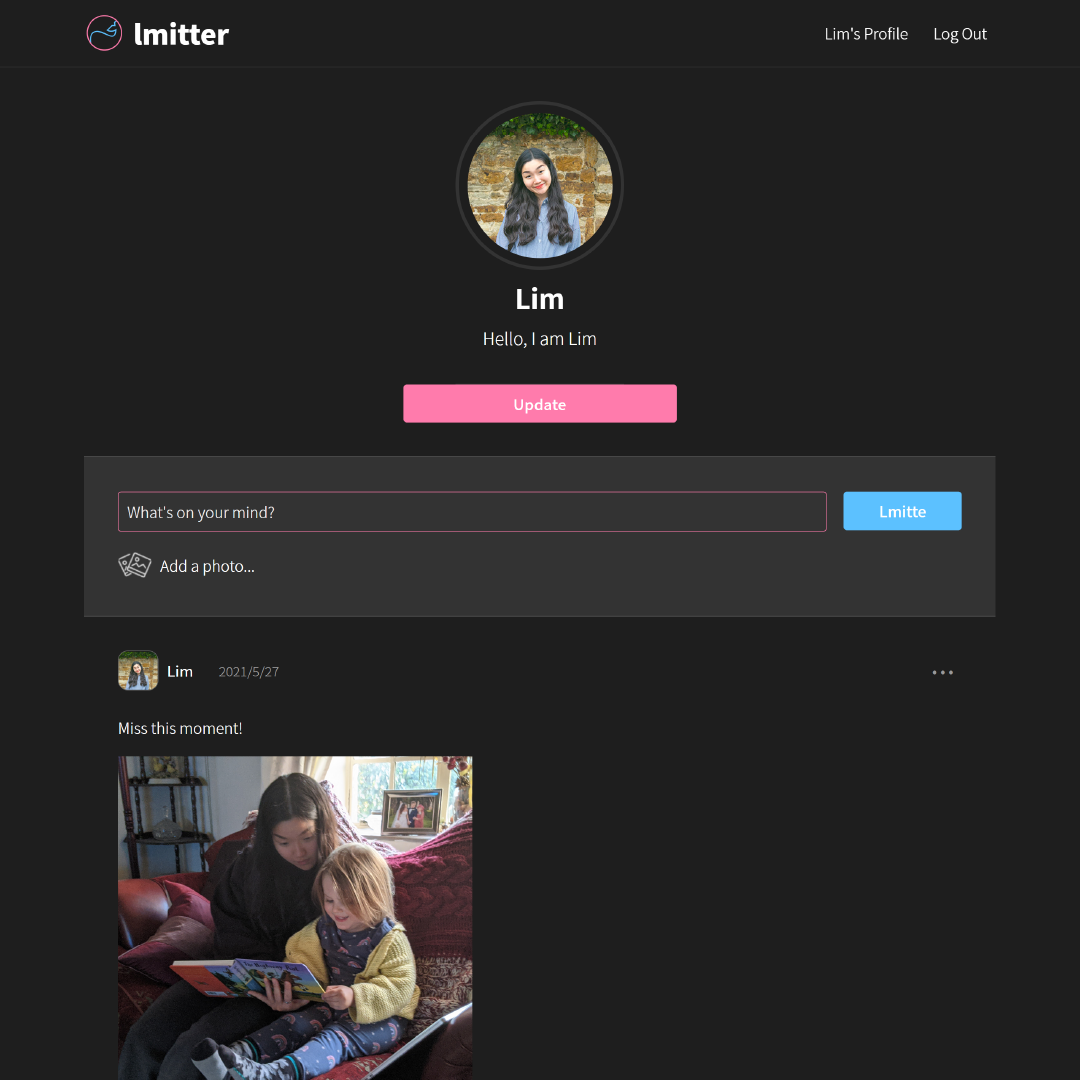 lmitter
Lim's Profile
Log Out
Lim
Hello, I am Lim
Update
What's on your mind?
Lmitte
Add a photo...
Lim 2021/5/27
Miss this moment!